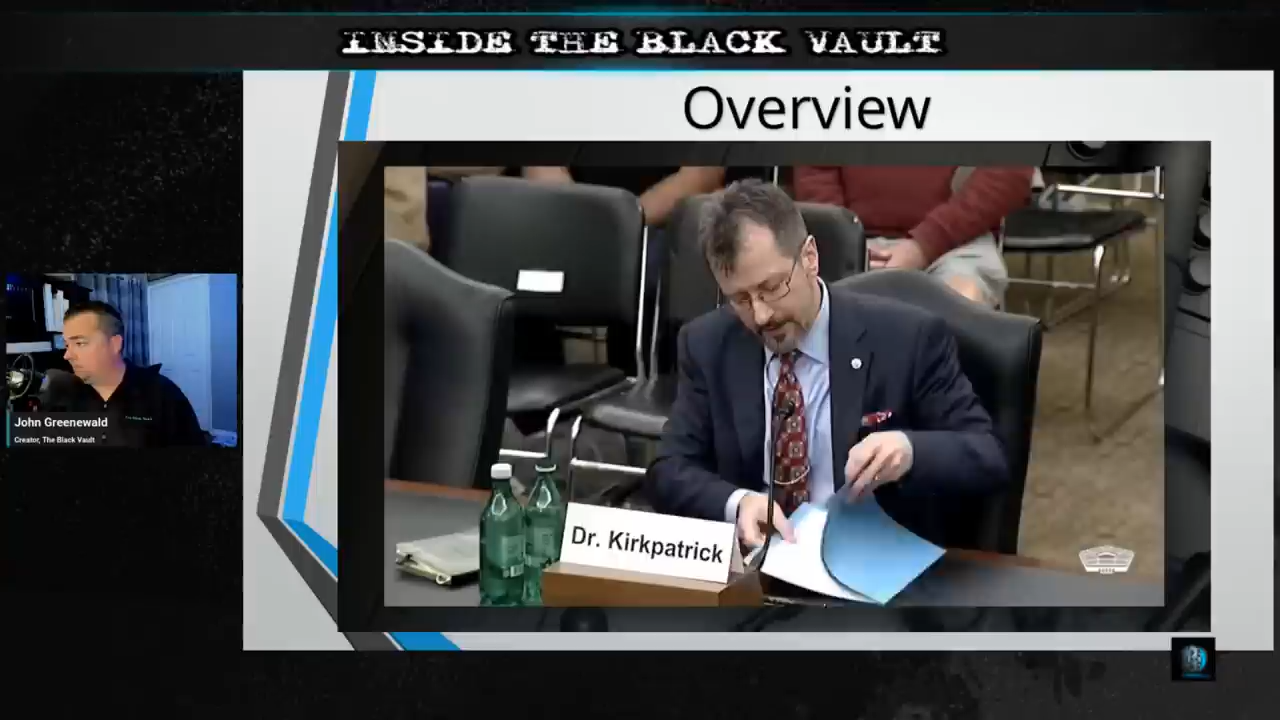 INSIDE THE BLACK VAULT
Overview
Dr. Kirkpatrick
John Greenewald
Creator, The Black Vault